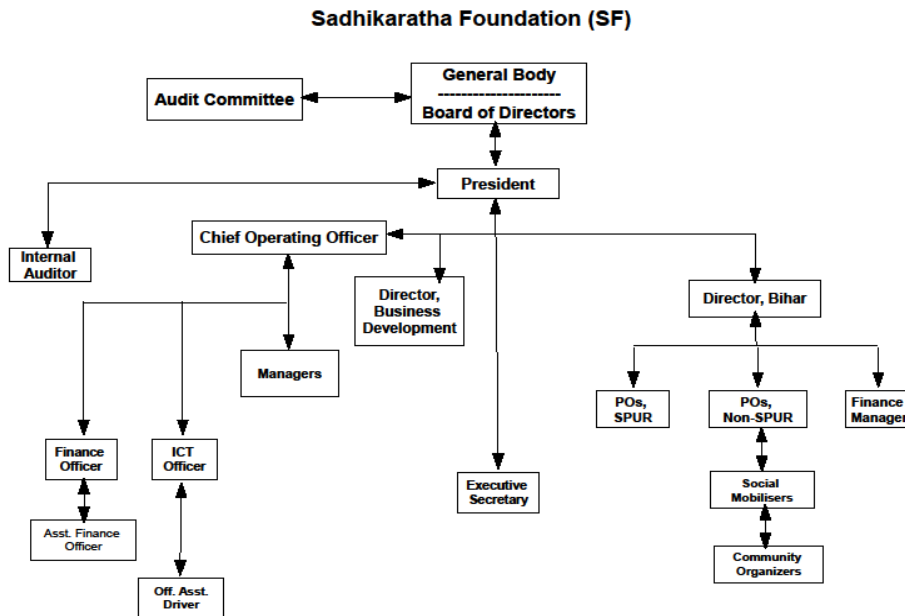 Sadhikaratha Foundation (SF)
General Body
---------------------
Board of Directors
Audit Committee
President
Chief Operating Officer
Internal
Auditor
Director,
Business
Development
Director, Bihar
Managers
POs,
SPUR
POs,
Non-SPUR
Finance
Manager
Finance
Officer
ICT
Officer
Executive
Secretary
Social
Mobilisers
Asst. Finance
Officer
Community
Organizers
Off. Asst.
Driver